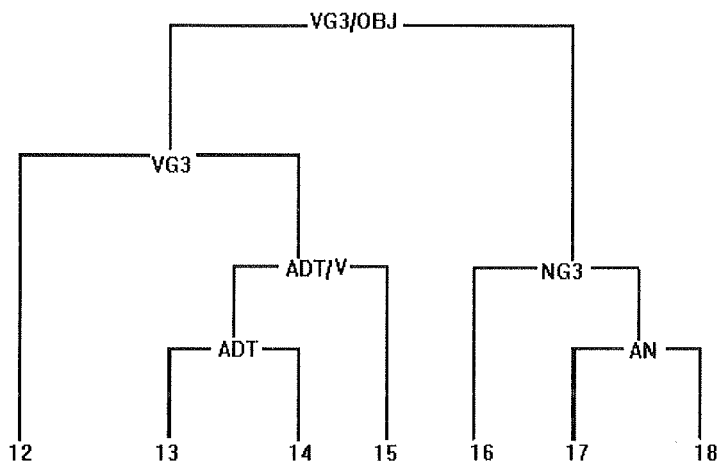 VG3/OBJ
VG3
ADT/V
NG3
ADT
AN
12 13 14 15 16 17 18